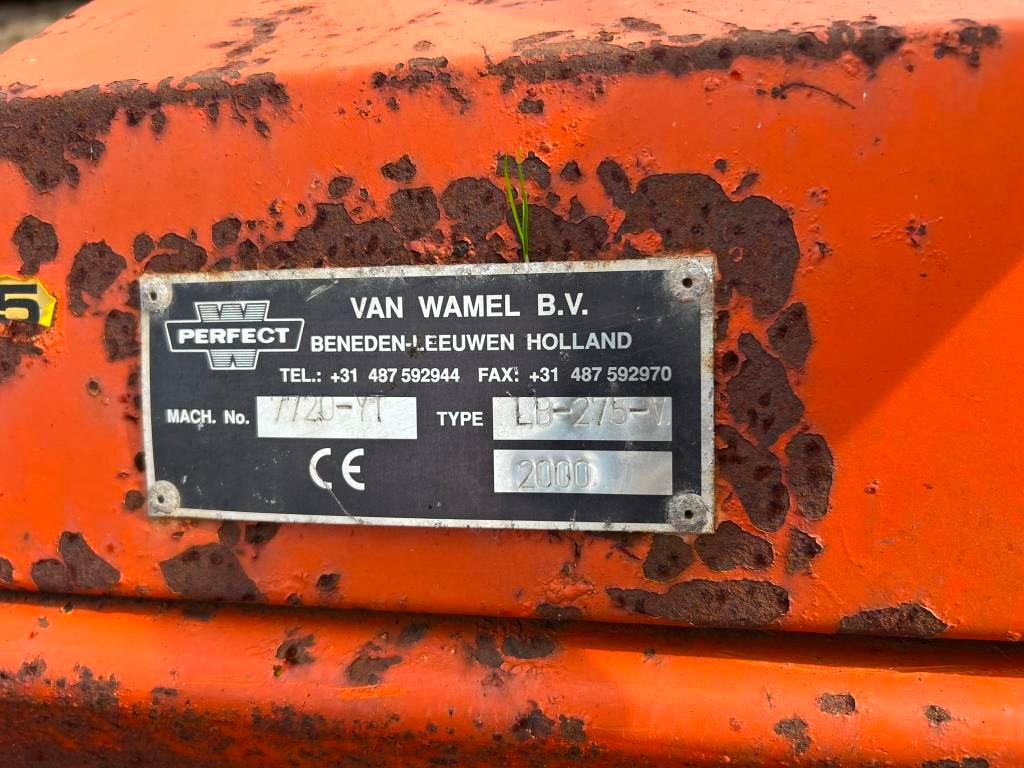 5
W
PERFECT
W
VAN WAMEL B.V.
BENEDEN-LEEUWEN HOLLAND
TEL.: +31 487 592944 FAX: +31 487 592970
MACH. No. 7720-YT TYPE LB-275-V
CE
2000